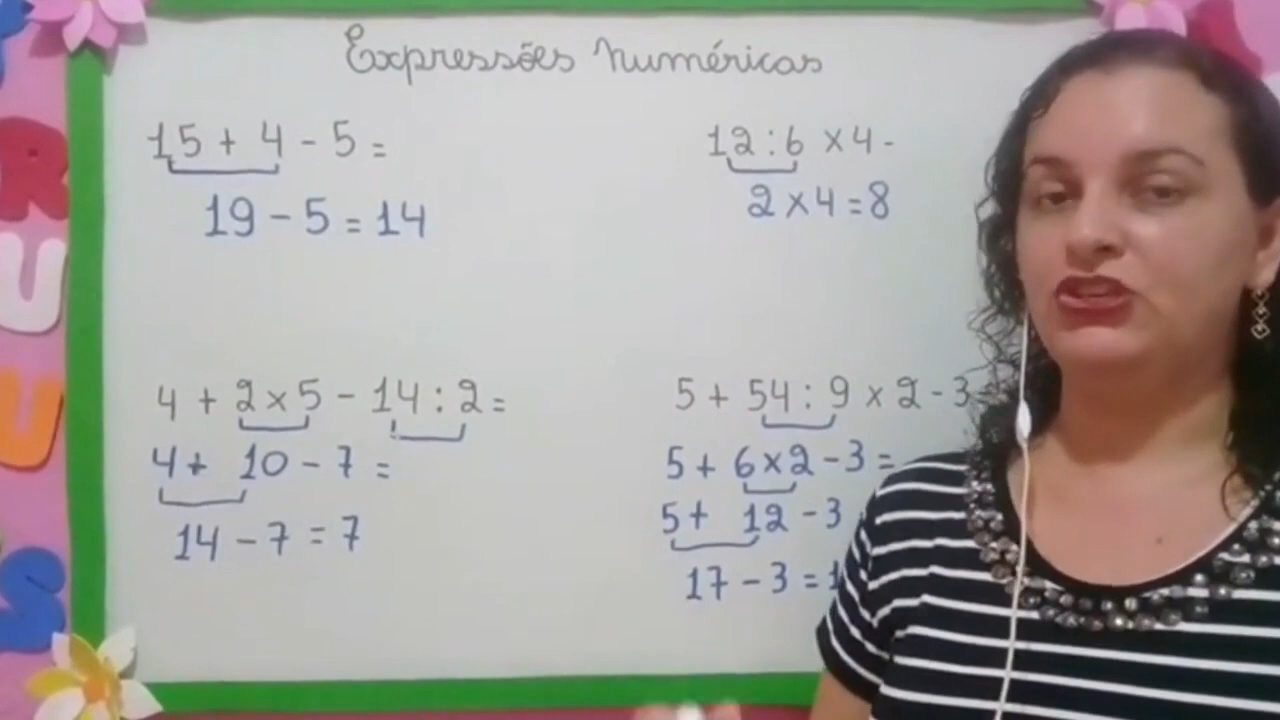 Expressões Numéricas
15 + 4 - 5 =
19 - 5 = 14
12 : 6 × 4 -
2 × 4 = 8
4 + 2 × 5 - 14 : 2 =
4 + 10 - 7 =
14 - 7 = 7
5 + 54 : 9 × 2 - 3 =
5 + 6 × 2 - 3 =
5 + 12 - 3
17 - 3 = 1
R
U
U
S